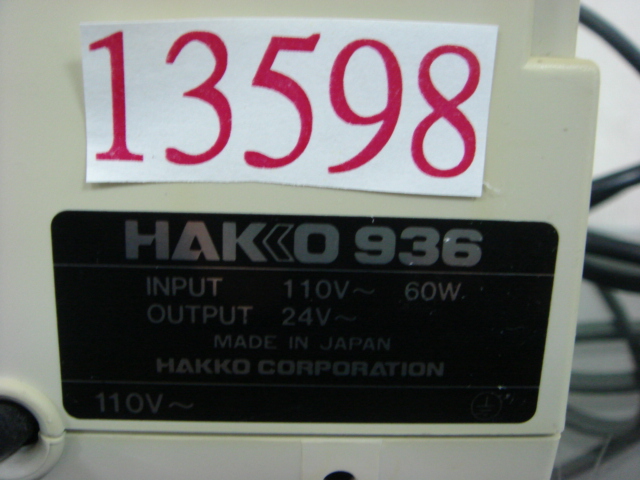 13598
HAKKO 936
INPUT 110V~ 60W
OUTPUT 24V~
MADE IN JAPAN
HAKKO CORPORATION
110V~